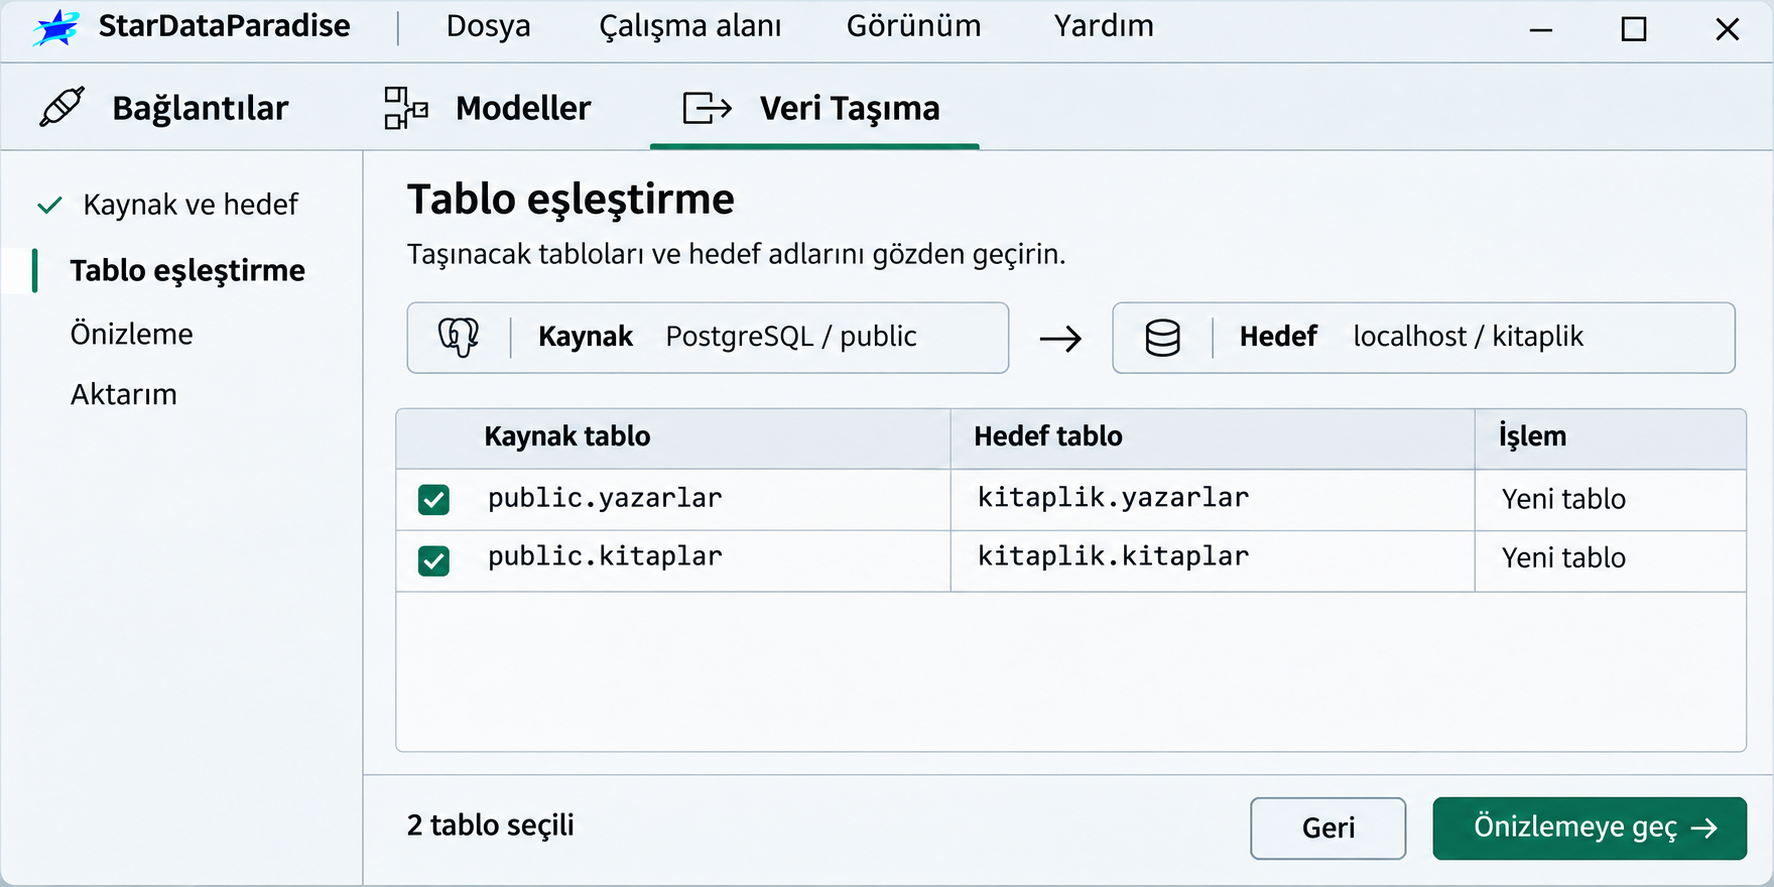 StarDataParadise Dosya Çalışma alanı Görünüm Yardım
Bağlantılar Modeller Veri Taşıma
Kaynak ve hedef
Tablo eşleştirme
Önizleme
Aktarım
Tablo eşleştirme
Taşınacak tabloları ve hedef adlarını gözden geçirin.
Kaynak PostgreSQL / public → Hedef localhost / kitaplik
Kaynak tablo Hedef tablo İşlem
public.yazarlar kitaplik.yazarlar Yeni tablo
public.kitaplar kitaplik.kitaplar Yeni tablo
2 tablo seçili Geri Önizlemeye geç →